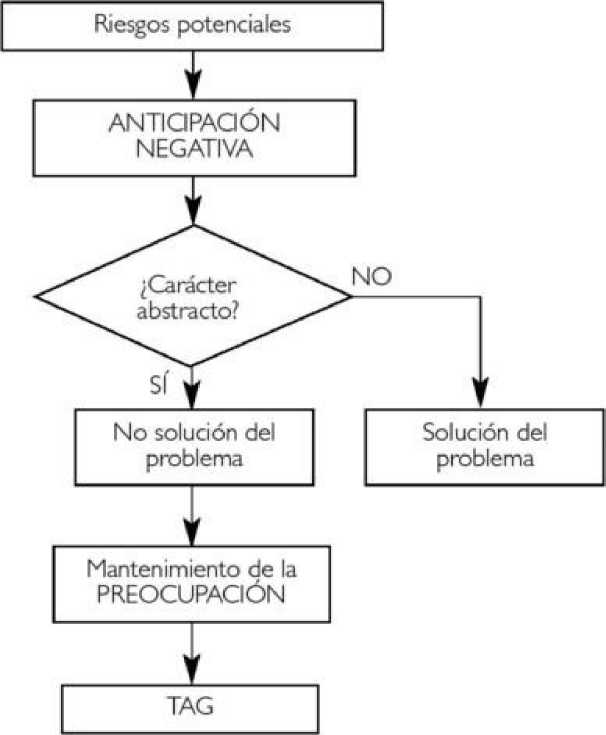 Riesgos potenciales
ANTICIPACIÓN
NEGATIVA
¿Carácter
abstracto?
NO
SÍ
No solución del
problema
Solución del
problema
Mantenimiento de la
PREOCUPACIÓN
TAG